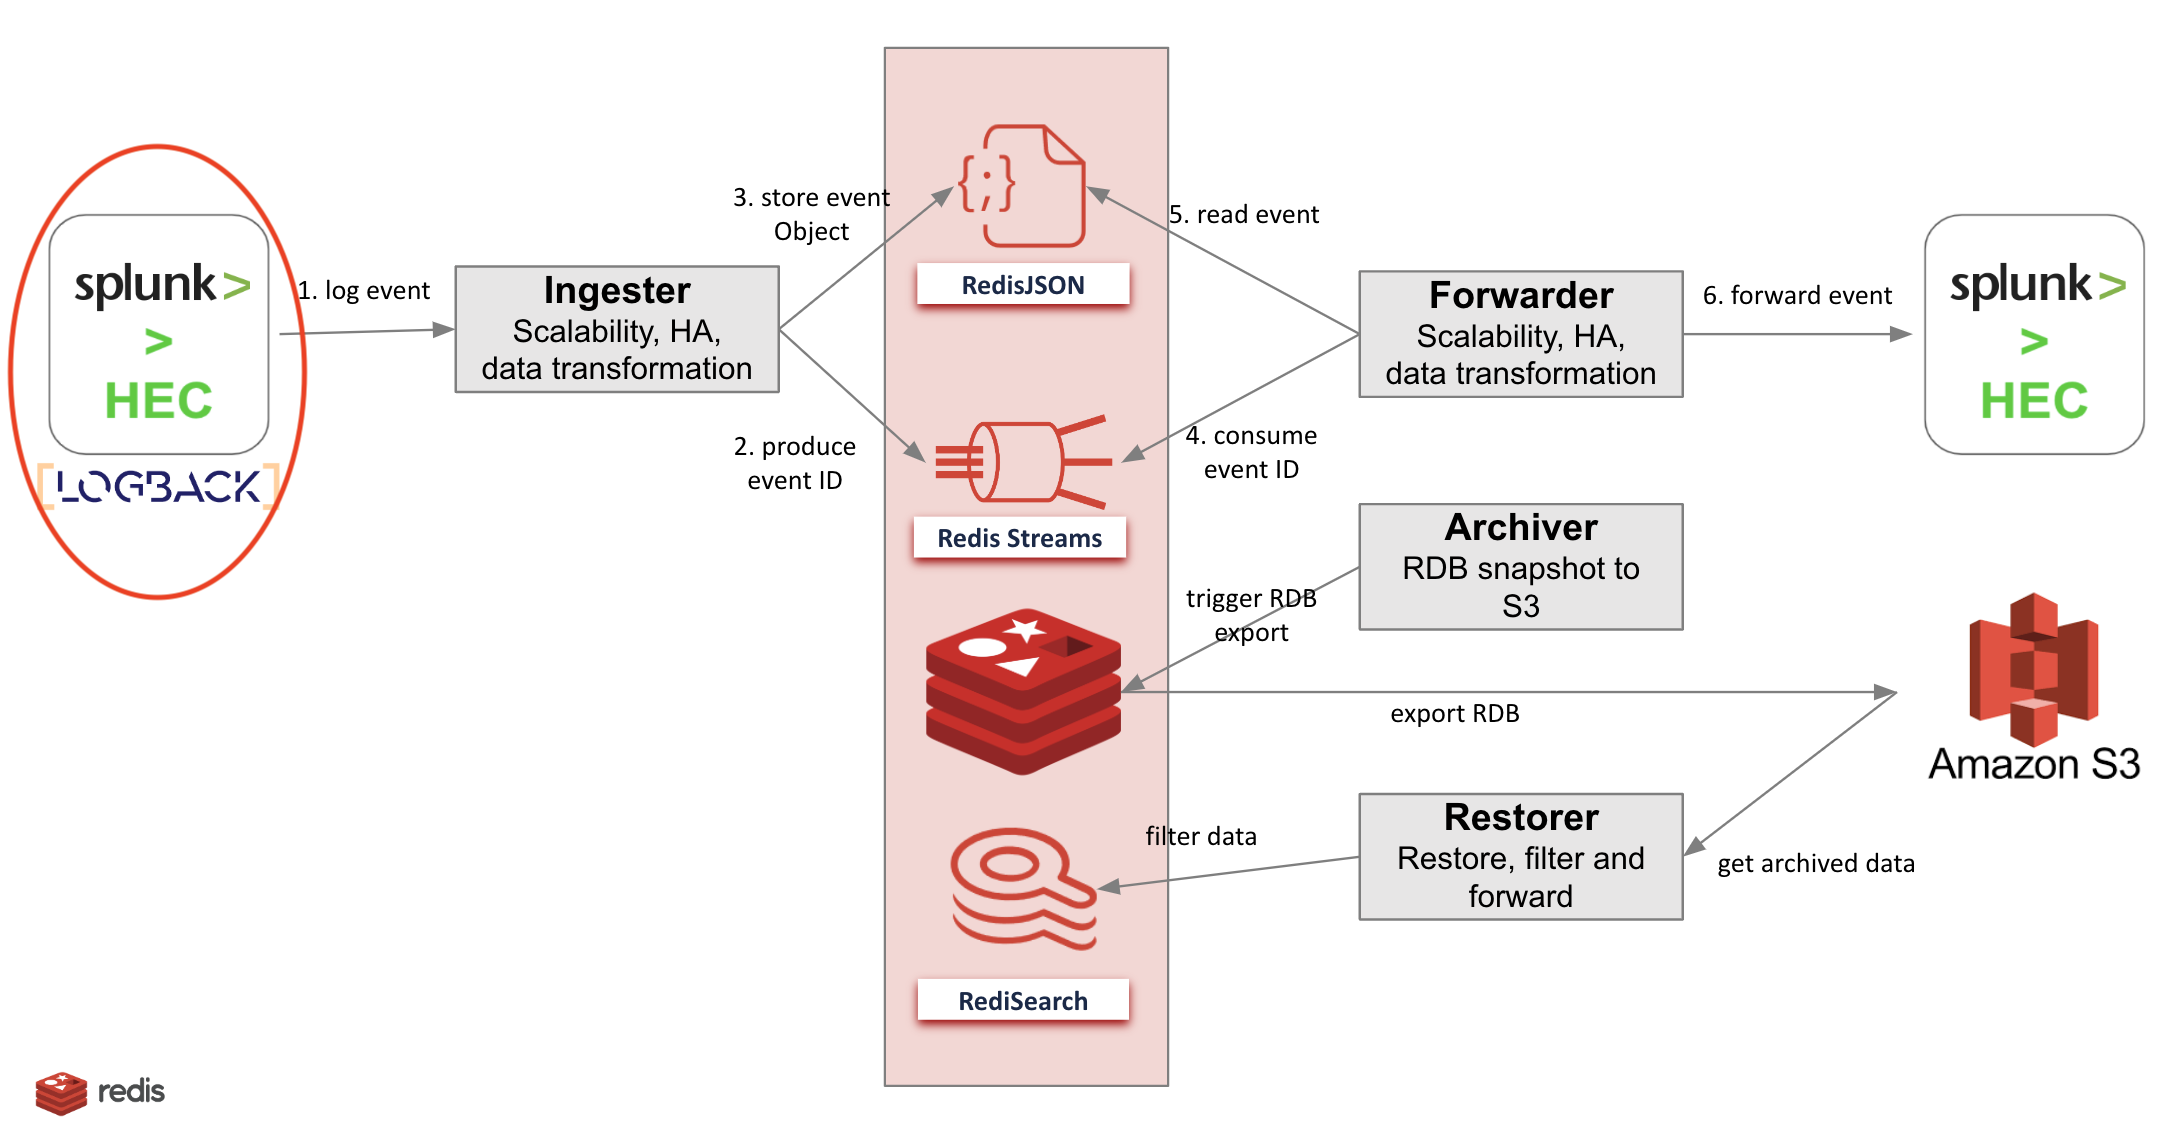 splunk>
>
HEC
[LOGBACK]
1. log event
Ingester
Scalability, HA,
data transformation
3. store event
Object
2. produce
event ID
{;}
RedisJSON
Redis Streams
RediSearch
5. read event
4. consume
event ID
Forwarder
Scalability, HA,
data transformation
6. forward event
splunk>
>
HEC
Archiver
RDB snapshot to
S3
trigger RDB
export
export RDB
Amazon S3
Restorer
Restore, filter and
forward
filter data
get archived data
redis